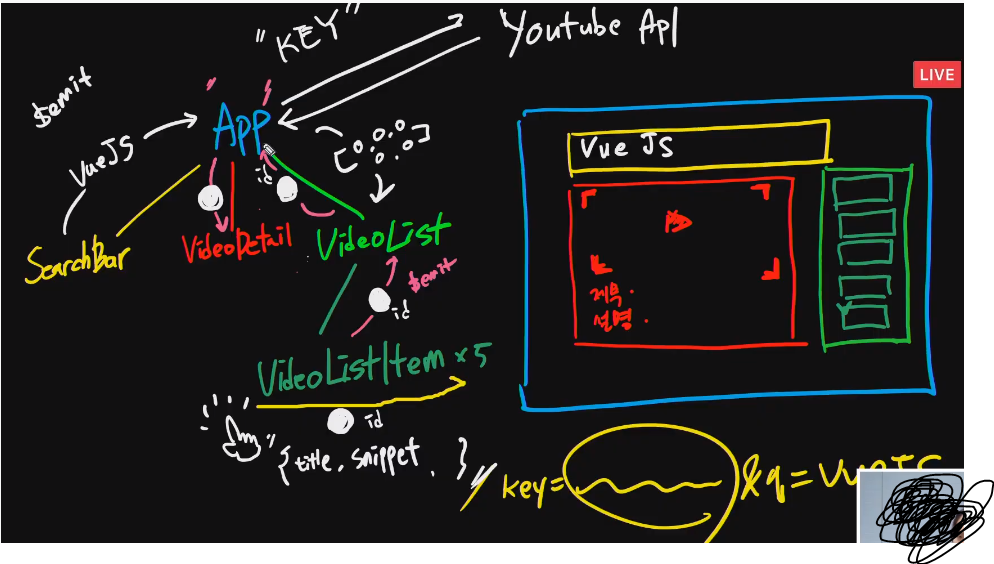 "KEY"
Youtube API
$emit
LIVE
App
VueJS
[ ]
Vue JS
id
SearchBar
VideoDetail
VideoList
$emit
id
제목.
설명.
VideoListItem x 5
id
{title, snippet, }
key= &q=VueJS